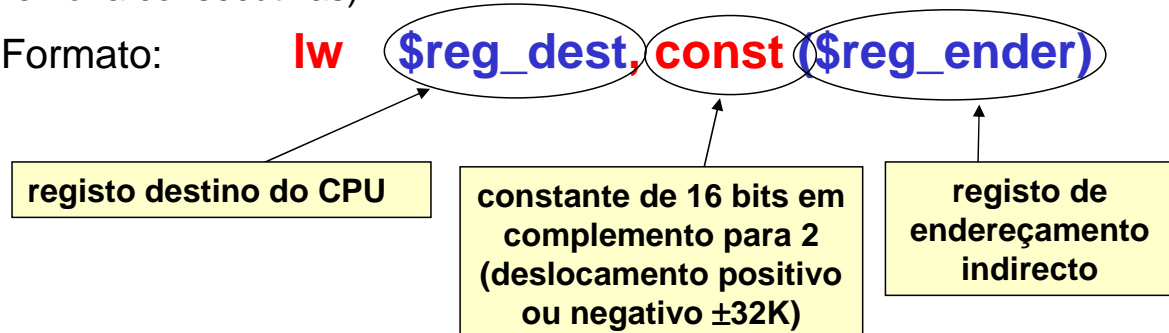 Formato: lw $reg_dest, const ($reg_ender)
registo destino do CPU
constante de 16 bits em
complemento para 2
(deslocamento positivo
ou negativo ±32K)
registo de
endereçamento
indirecto